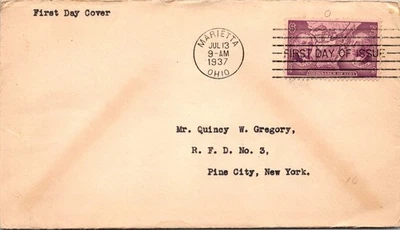 First Day Cover
MARIETTA
JUL 13
9-AM
1937
OHIO
FIRST DAY OF ISSUE
Mr. Quincy W. Gregory,
R. F. D. No. 3,
Pine City, New York.